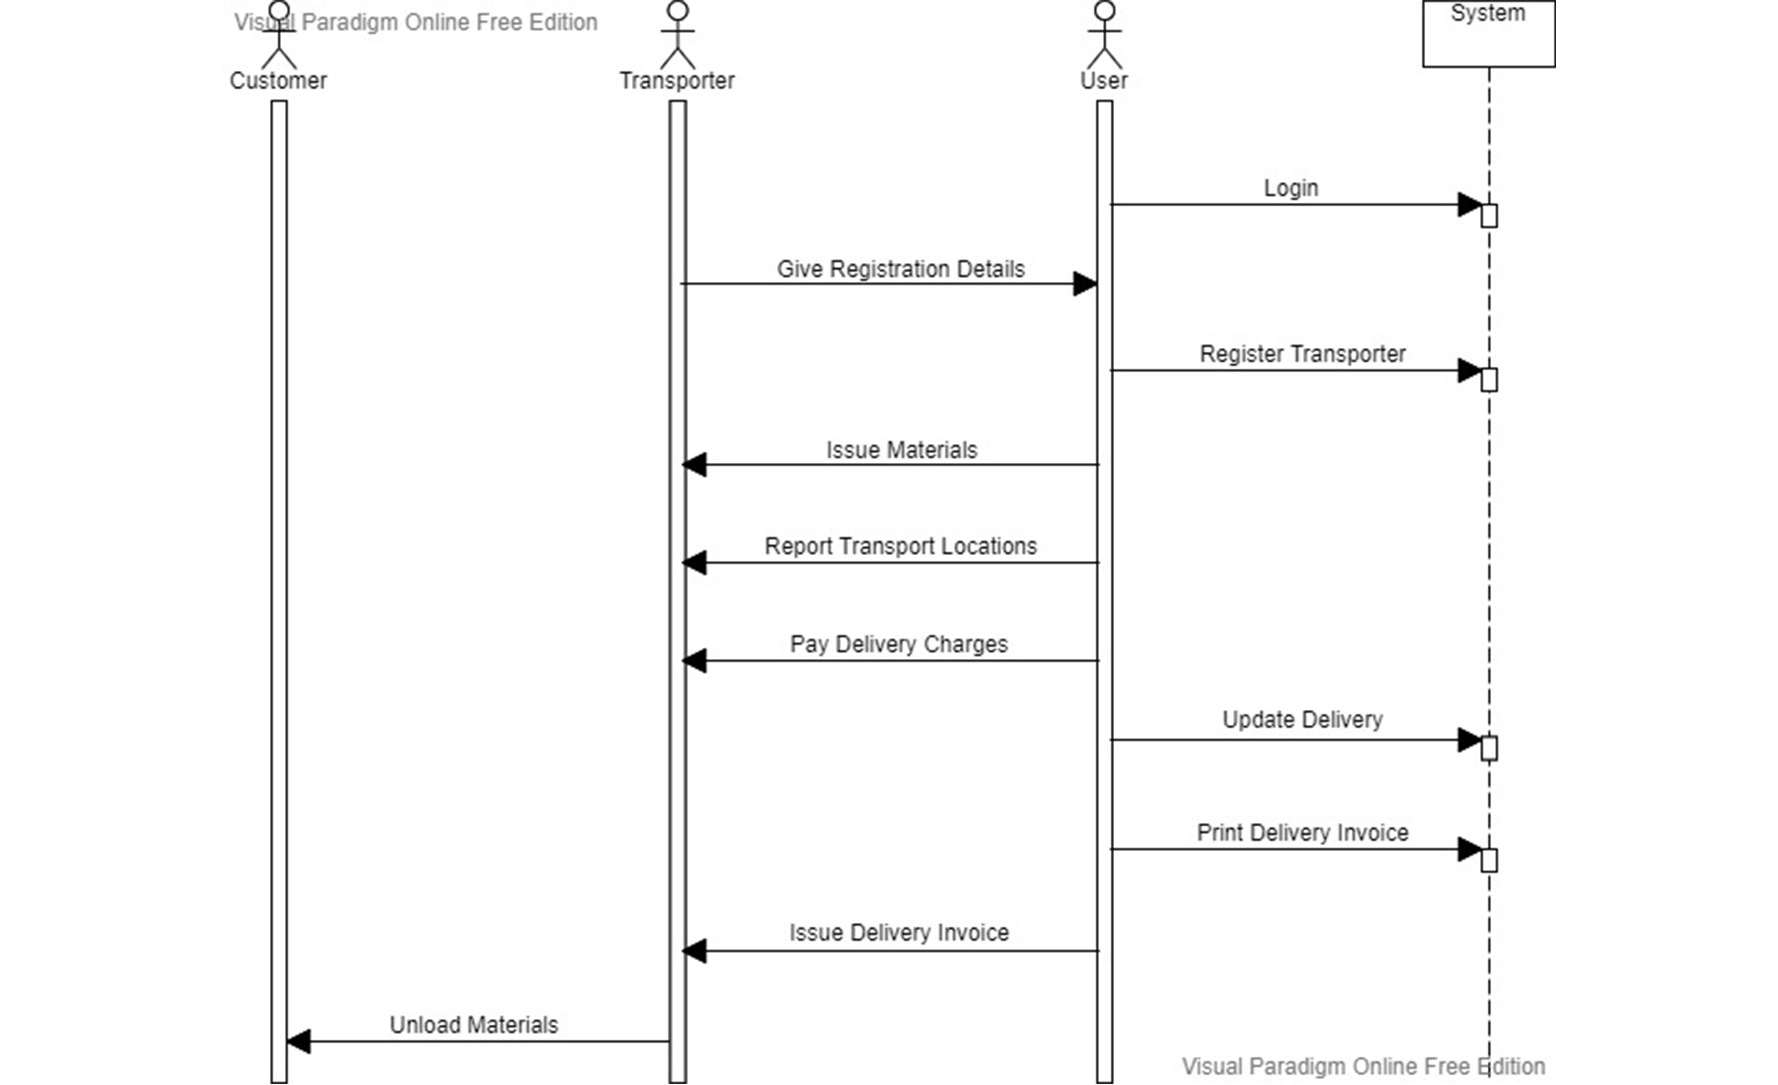 Visual Paradigm Online Free Edition
Customer
Transporter
User
System
Login
Give Registration Details
Register Transporter
Issue Materials
Report Transport Locations
Pay Delivery Charges
Update Delivery
Print Delivery Invoice
Issue Delivery Invoice
Unload Materials
Visual Paradigm Online Free Edition